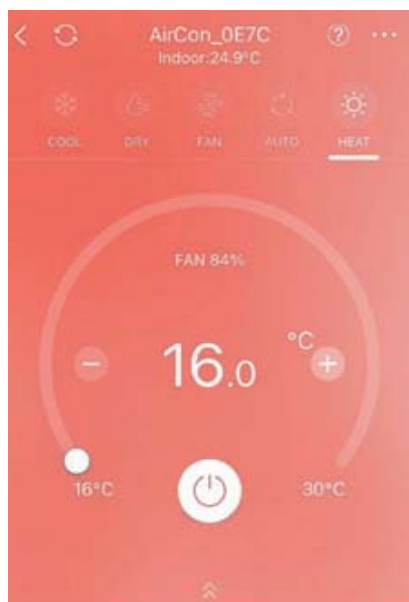 AirCon_0E7C
Indoor:24.9°C
COOL DRY FAN AUTO HEAT
FAN 84%
16.0 °C
16°C 30°C